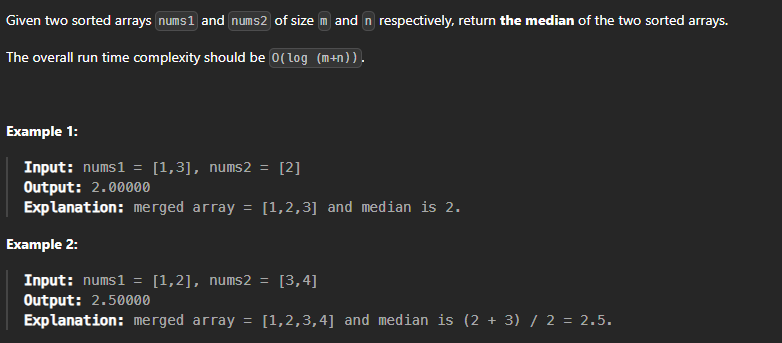 Given two sorted arrays nums1 and nums2 of size m and n respectively, return the median of the two sorted arrays.
The overall run time complexity should be O(log (m+n)).
Example 1:
Input: nums1 = [1,3], nums2 = [2]
Output: 2.00000
Explanation: merged array = [1,2,3] and median is 2.
Example 2:
Input: nums1 = [1,2], nums2 = [3,4]
Output: 2.50000
Explanation: merged array = [1,2,3,4] and median is (2 + 3) / 2 = 2.5.